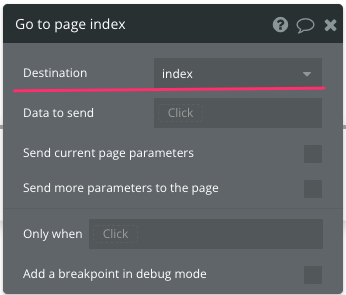 Go to page index
Destination
index
Data to send
Click
Send current page parameters
Send more parameters to the page
Only when
Click
Add a breakpoint in debug mode